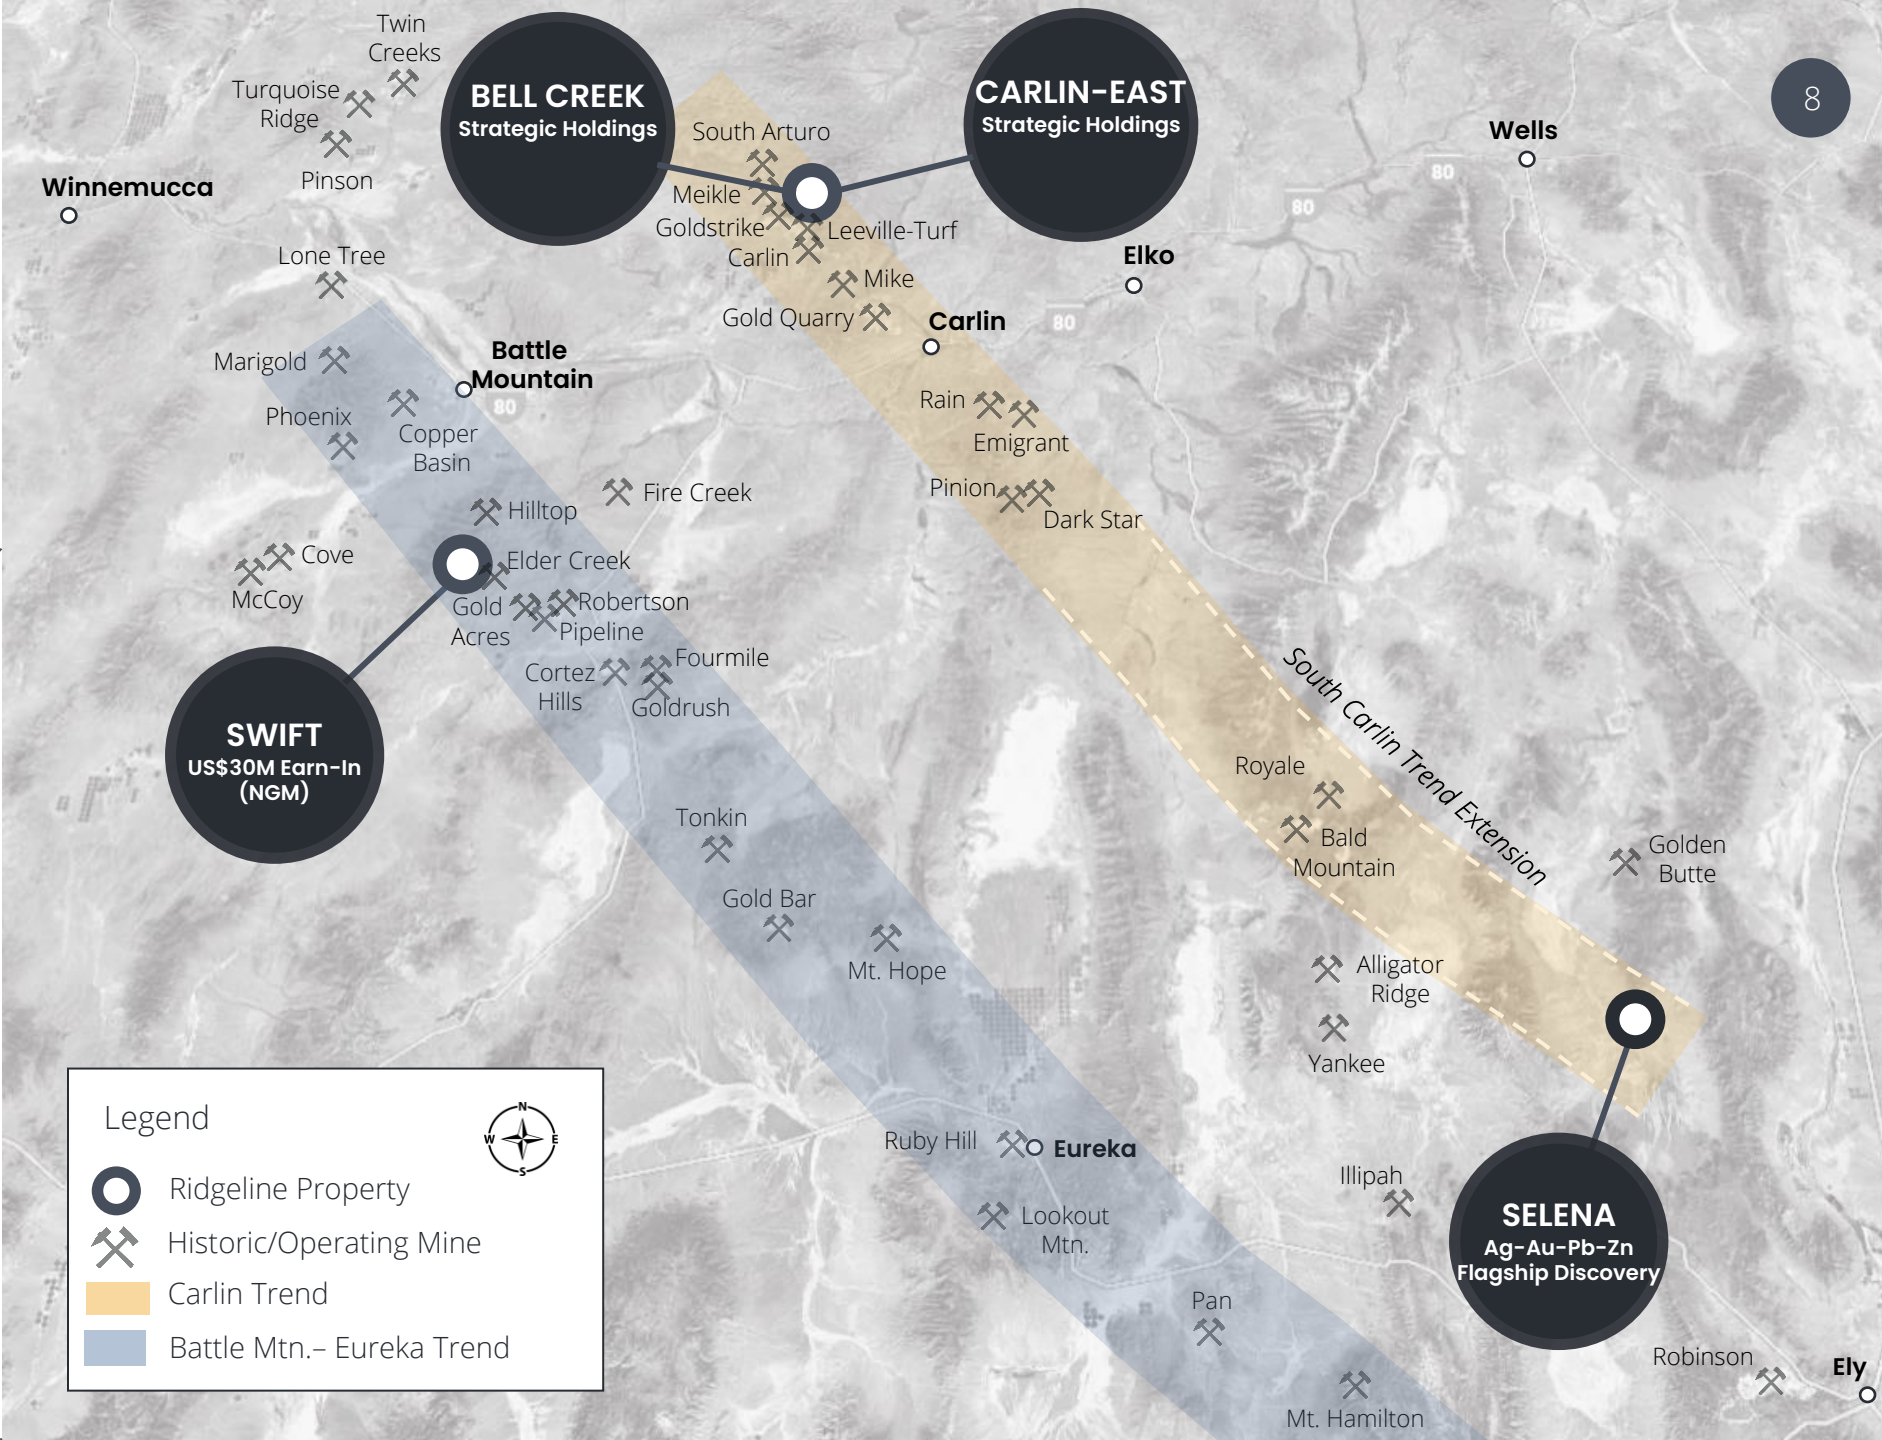 Twin
Creeks
Turquoise
Ridge
Pinson
Winnemucca
Lone Tree
BELL CREEK
Strategic Holdings
CARLIN-EAST
Strategic Holdings
8
Wells
80
80
80
80
South Arturo
Meikle
Goldstrike
Leeville-Turf
Carlin
Mike
Gold Quarry
Elko
Carlin
Marigold
Battle
Mountain
Phoenix
Copper
Basin
Rain
Emigrant
Pinion
Dark Star
Fire Creek
Hilltop
Cove
McCoy
Elder Creek
Gold
Acres
Robertson
Pipeline
Cortez
Hills
Fourmile
Goldrush
SWIFT
US$30M Earn-In
(NGM)
South Carlin Trend Extension
Royale
Bald
Mountain
Golden
Butte
Tonkin
Gold Bar
Mt. Hope
Alligator
Ridge
Yankee
Ruby Hill
Eureka
Lookout
Mtn.
Illipah
SELENA
Ag-Au-Pb-Zn
Flagship Discovery
Pan
Mt. Hamilton
Robinson
Ely
Legend
N
W
E
S
Ridgeline Property
Historic/Operating Mine
Carlin Trend
Battle Mtn.– Eureka Trend